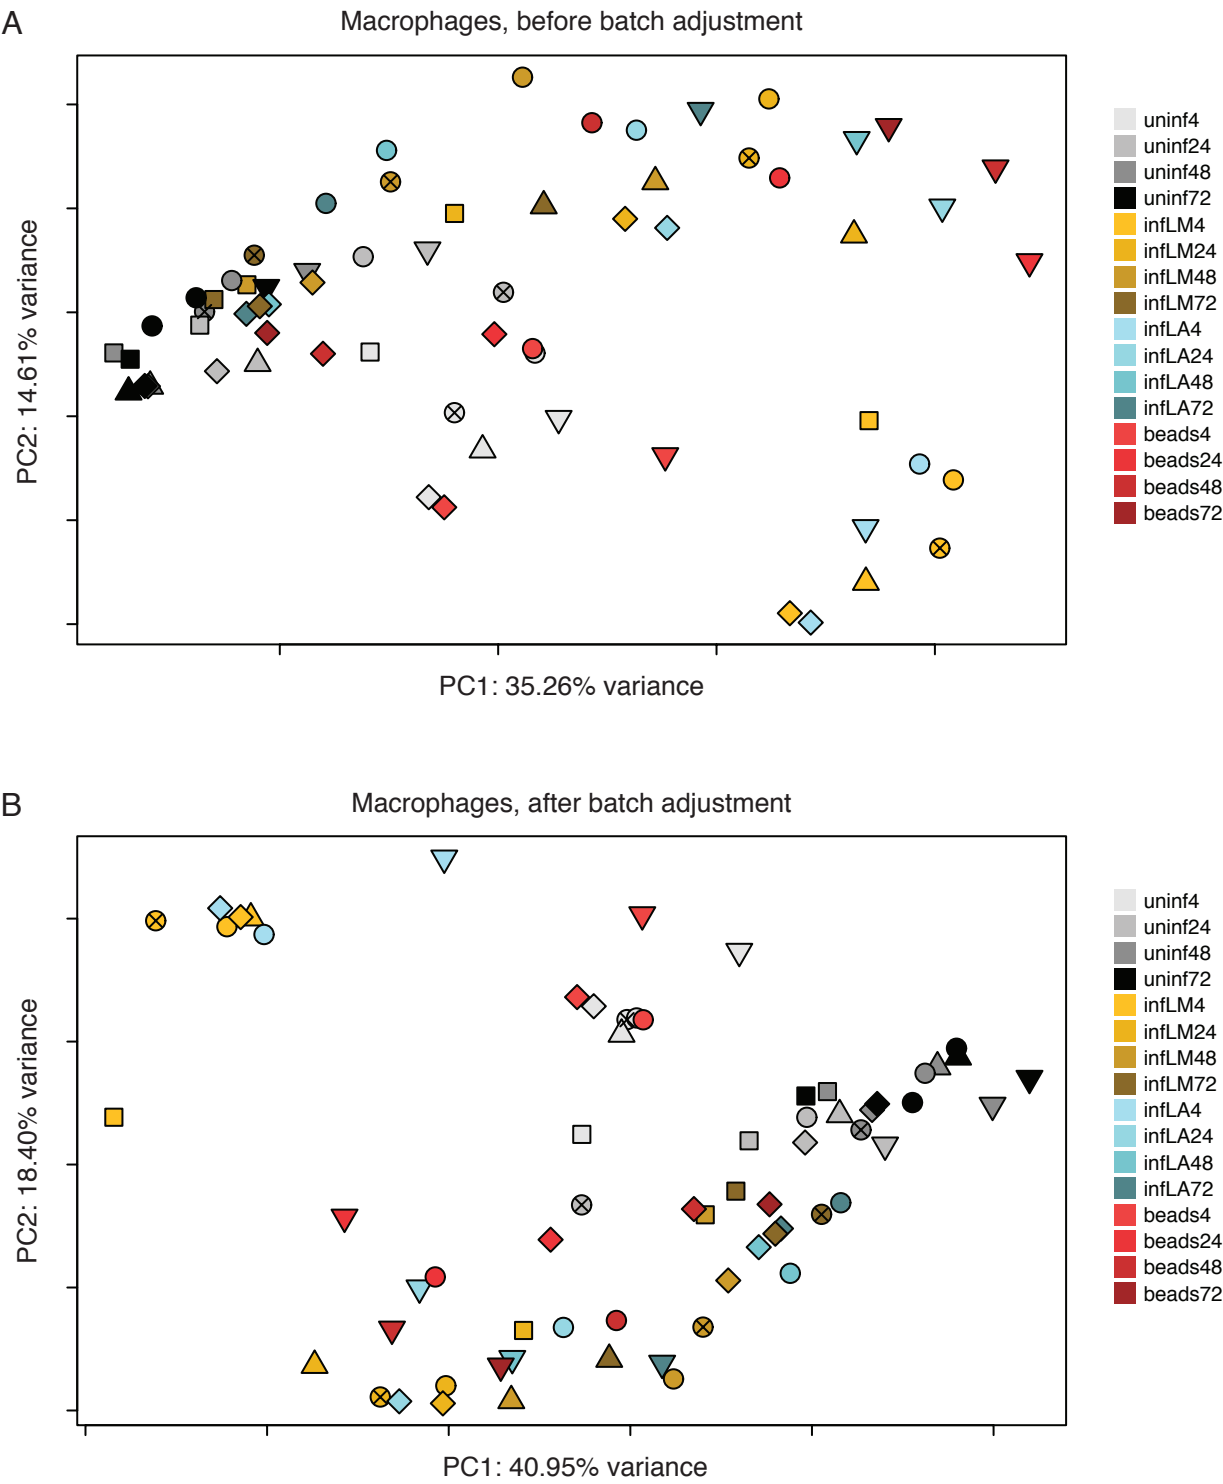 A
Macrophages, before batch adjustment
PC2: 14.61% variance
PC1: 35.26% variance
uninf4
uninf24
uninf48
uninf72
infLM4
infLM24
infLM48
infLM72
infLA4
infLA24
infLA48
infLA72
beads4
beads24
beads48
beads72
B
Macrophages, after batch adjustment
PC2: 18.40% variance
PC1: 40.95% variance
uninf4
uninf24
uninf48
uninf72
infLM4
infLM24
infLM48
infLM72
infLA4
infLA24
infLA48
infLA72
beads4
beads24
beads48
beads72